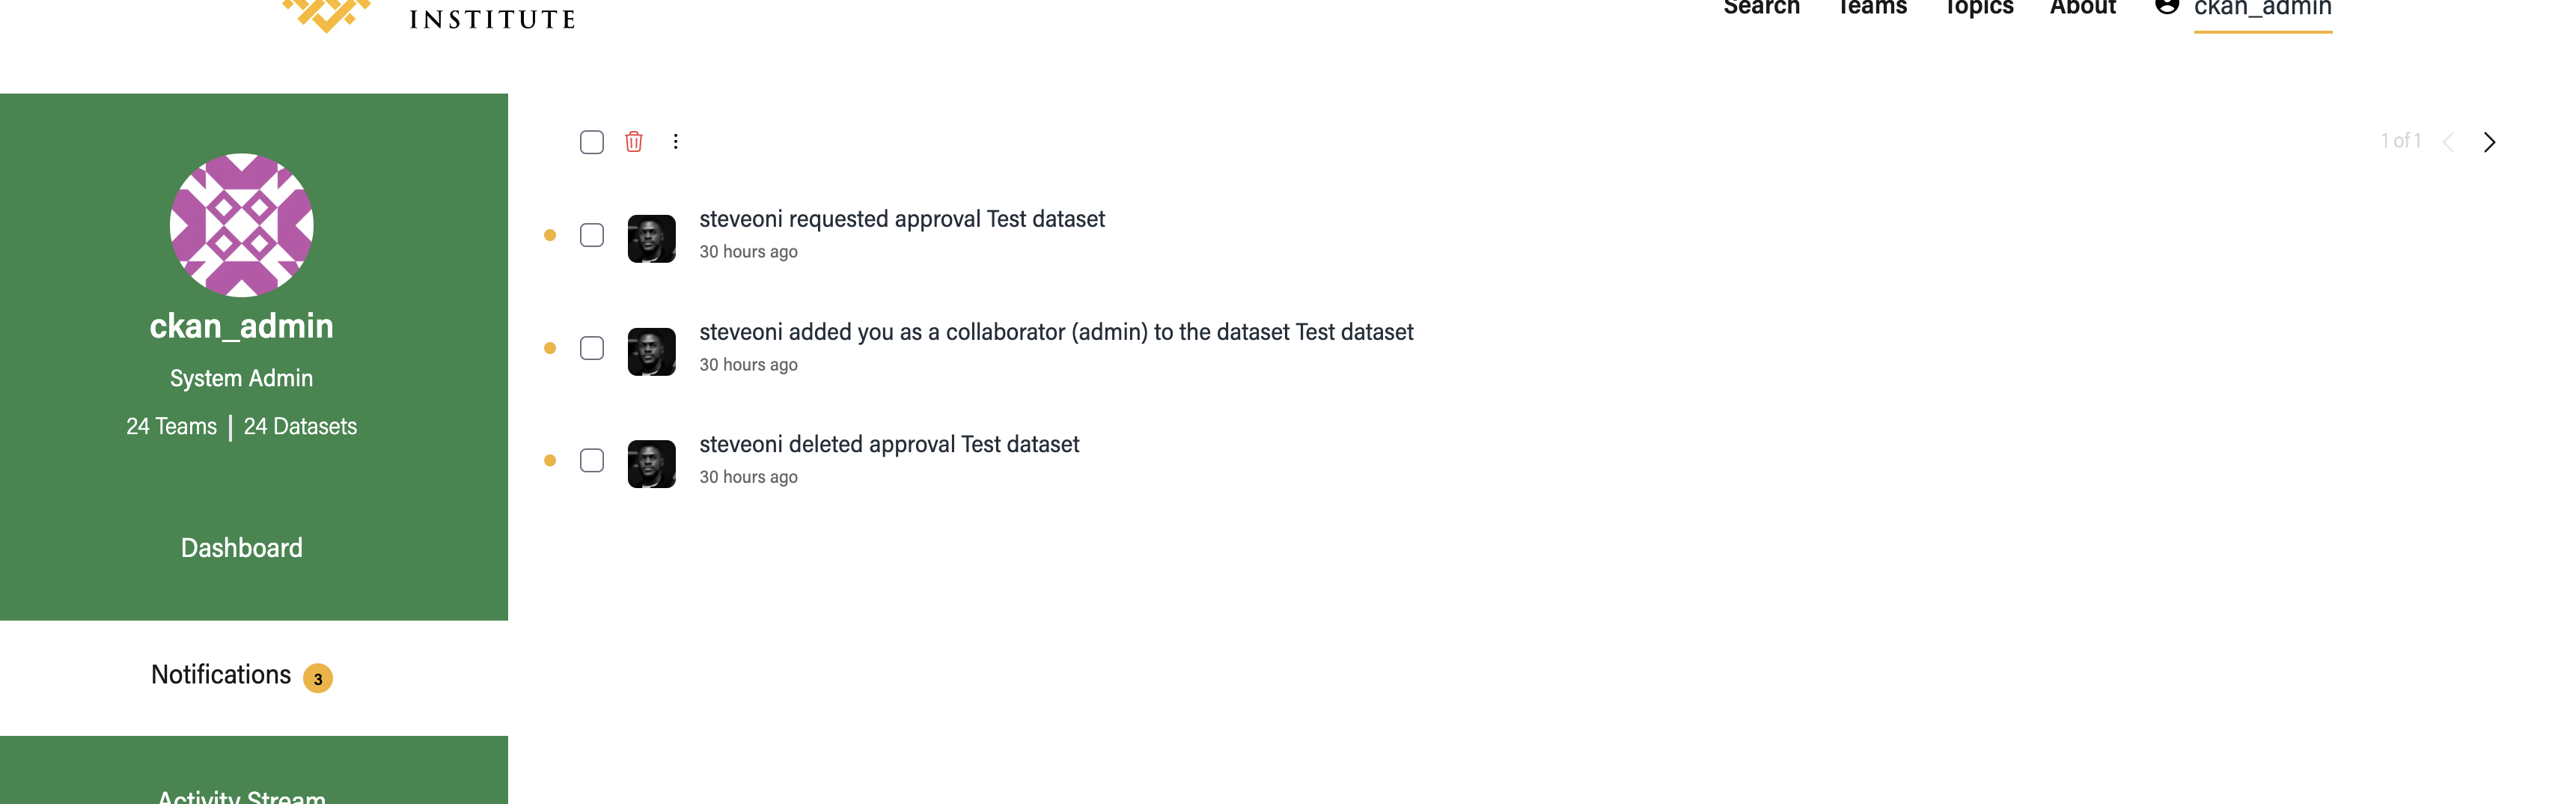 INSTITUTE
Search Teams Topics About ckan_admin
1 of 1
steveoni requested approval Test dataset
30 hours ago
steveoni added you as a collaborator (admin) to the dataset Test dataset
30 hours ago
steveoni deleted approval Test dataset
30 hours ago
ckan_admin
System Admin
24 Teams | 24 Datasets
Dashboard
Notifications 3
Activity Stream